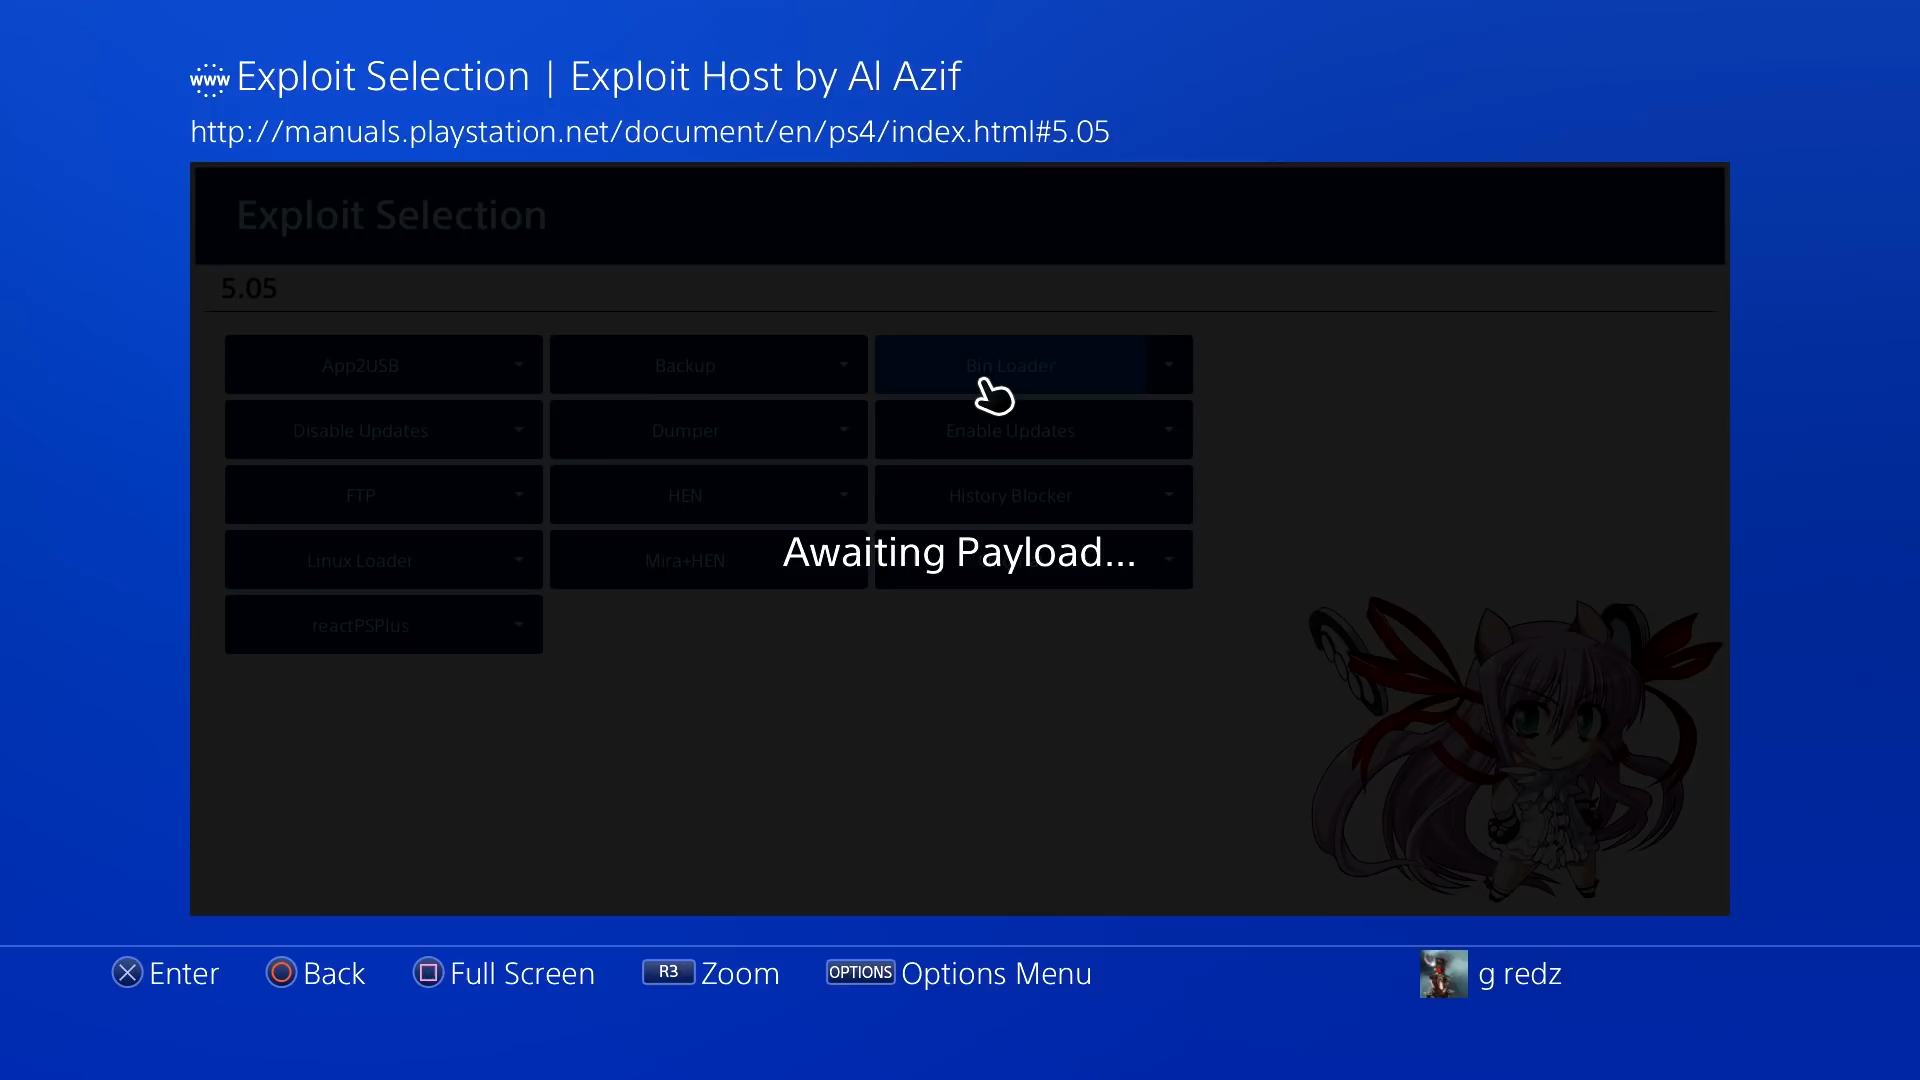 www Exploit Selection | Exploit Host by Al Azif
http://manuals.playstation.net/document/en/ps4/index.html#5.05
Exploit Selection
5.05
App2USB Backup Bin Loader
Disable Updates Dumper Enable Updates
FTP HEN History Blocker
Linux Loader Mira+HEN
Awaiting Payload...
reactPSPlus
Enter Back Full Screen R3 Zoom OPTIONS Options Menu g redz